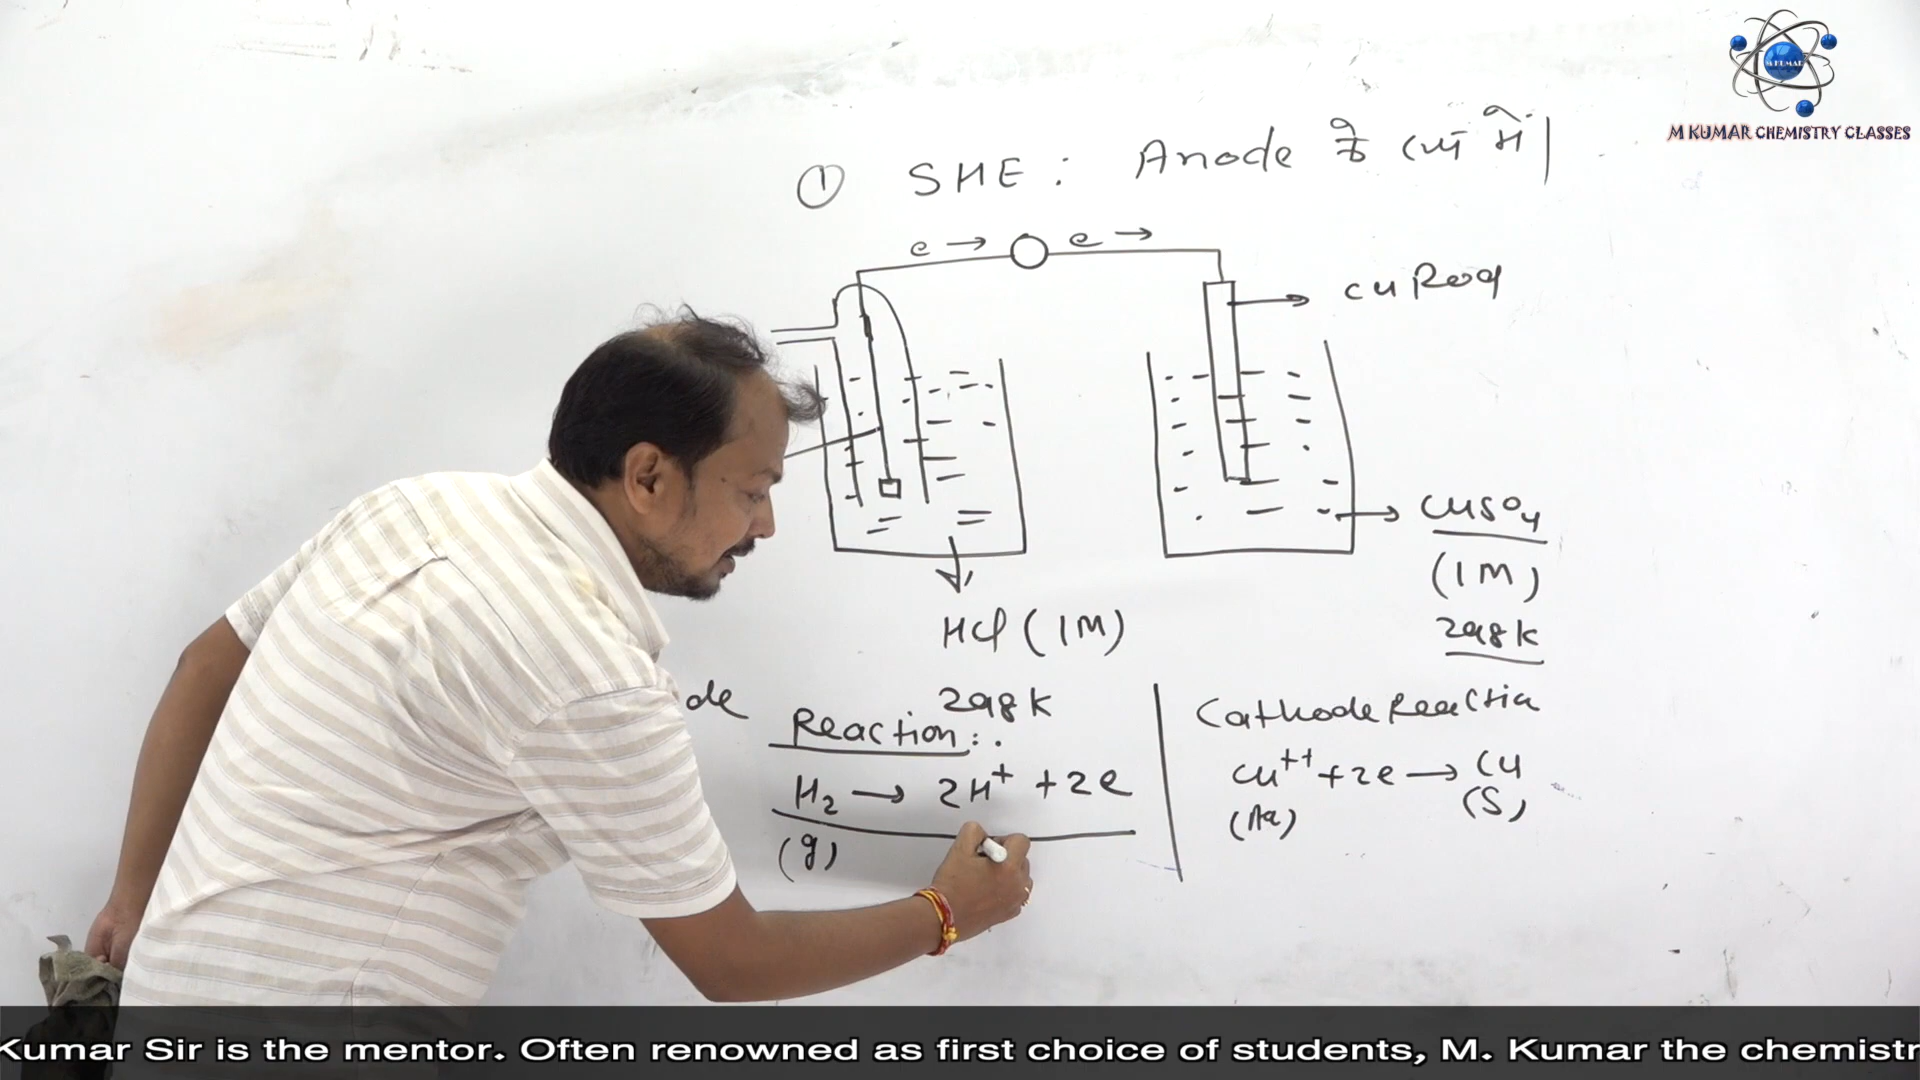 M KUMAR
M KUMAR CHEMISTRY CLASSES
① SHE : Anode के रूप में |
e → e →
cu Rod
CuSO4
(1M)
298K
HCl (1M)
298K
de Reaction :.
H2 → 2H+ + 2e
(g)
Cathode Reactin
Cu++ + 2e → Cu
(Aq) (S)
Kumar Sir is the mentor. Often renowned as first choice of students, M. Kumar the chemistr